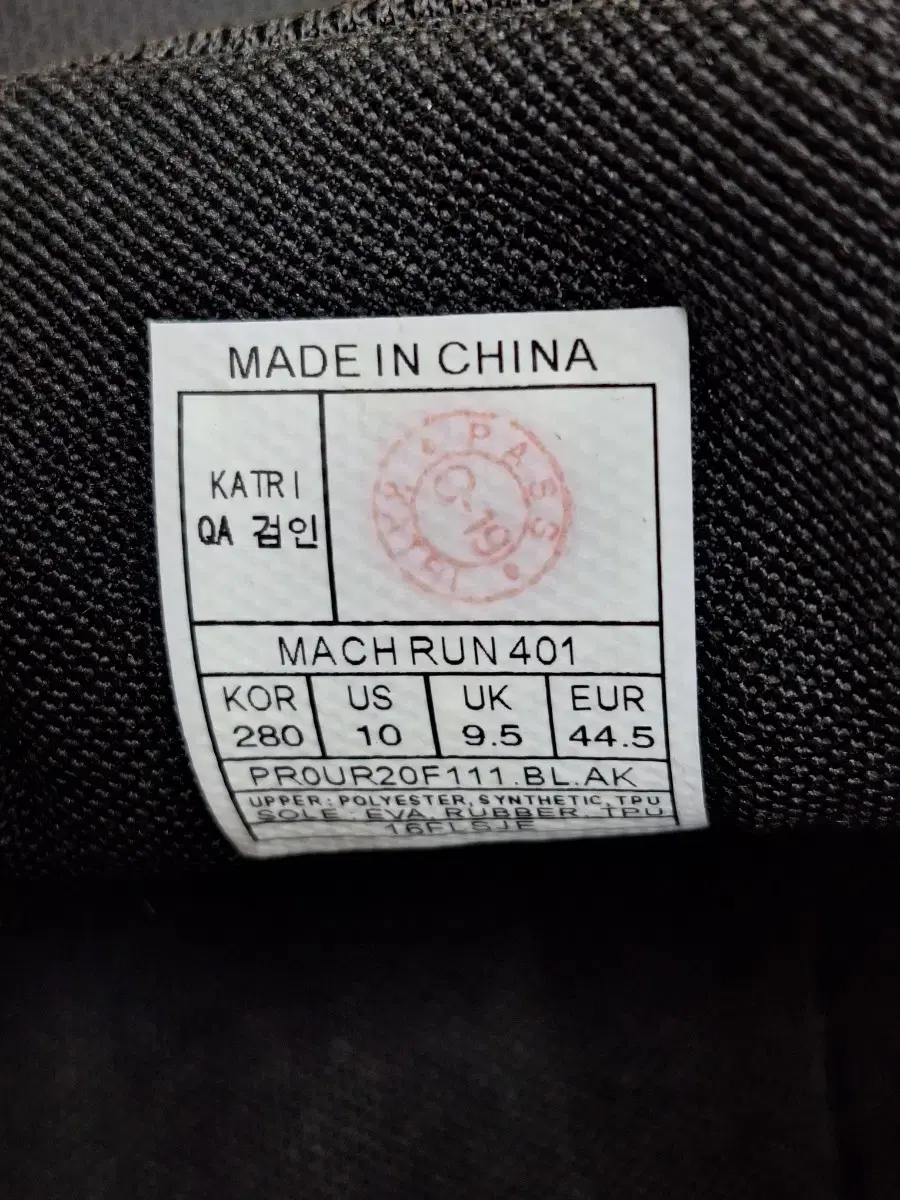 MADE IN CHINA
KATRI
QA 검인
KATRI PASS
Q-19
MACH RUN 401
KOR US UK EUR
280 10 9.5 44.5
PR0UR20F111.BL.AK
UPPER : POLYESTER, SYNTHETIC, TPU
SOLE : EVA, RUBBER, TPU
16FLSJE